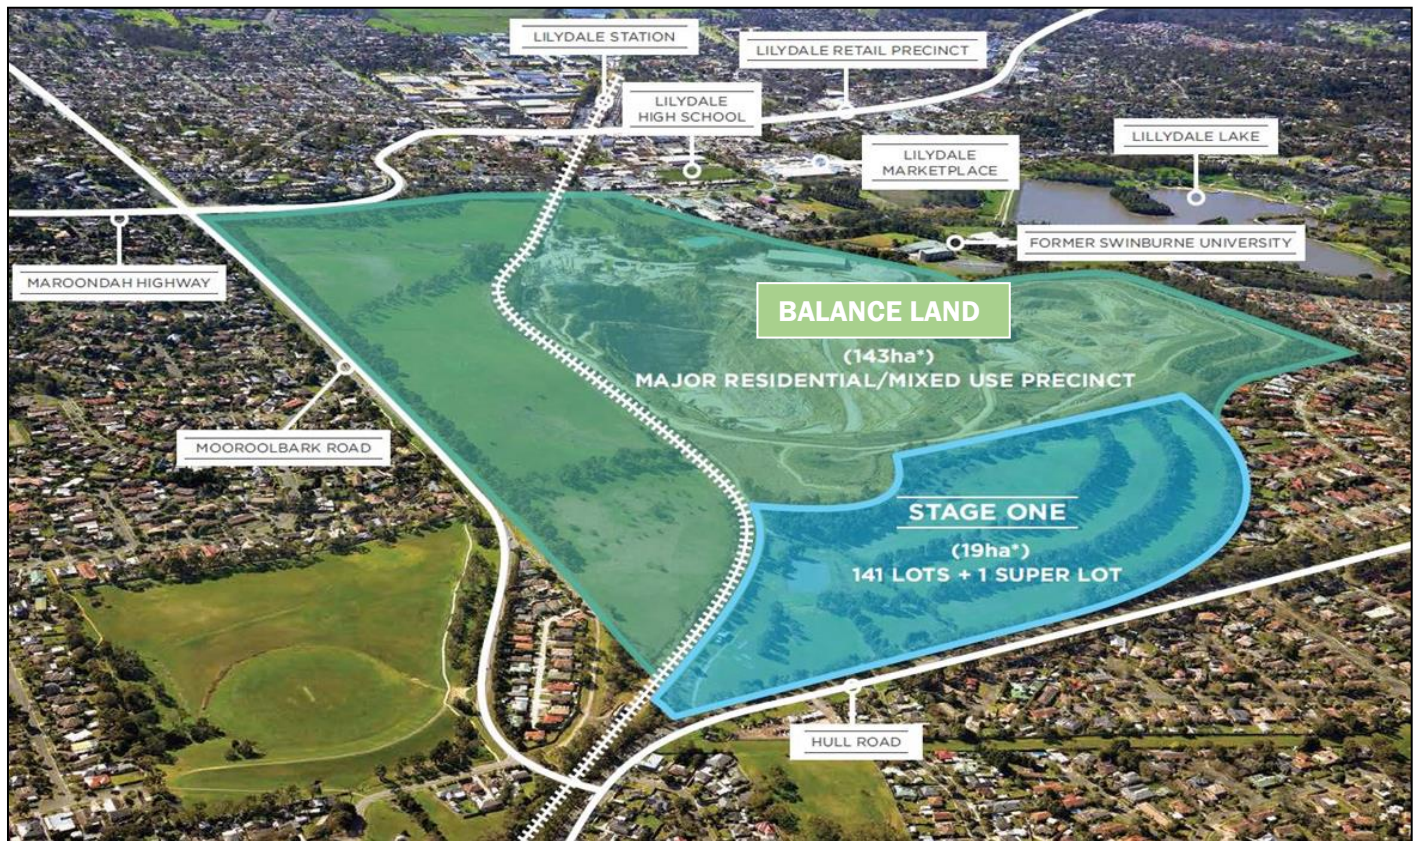 LILYDALE STATION
LILYDALE RETAIL PRECINCT
LILYDALE
HIGH SCHOOL
LILYDALE
MARKETPLACE
LILLYDALE LAKE
FORMER SWINBURNE UNIVERSITY
MAROONDAH HIGHWAY
BALANCE LAND
(143ha*)
MAJOR RESIDENTIAL/MIXED USE PRECINCT
MOOROOLBARK ROAD
STAGE ONE
(19ha*)
141 LOTS + 1 SUPER LOT
HULL ROAD